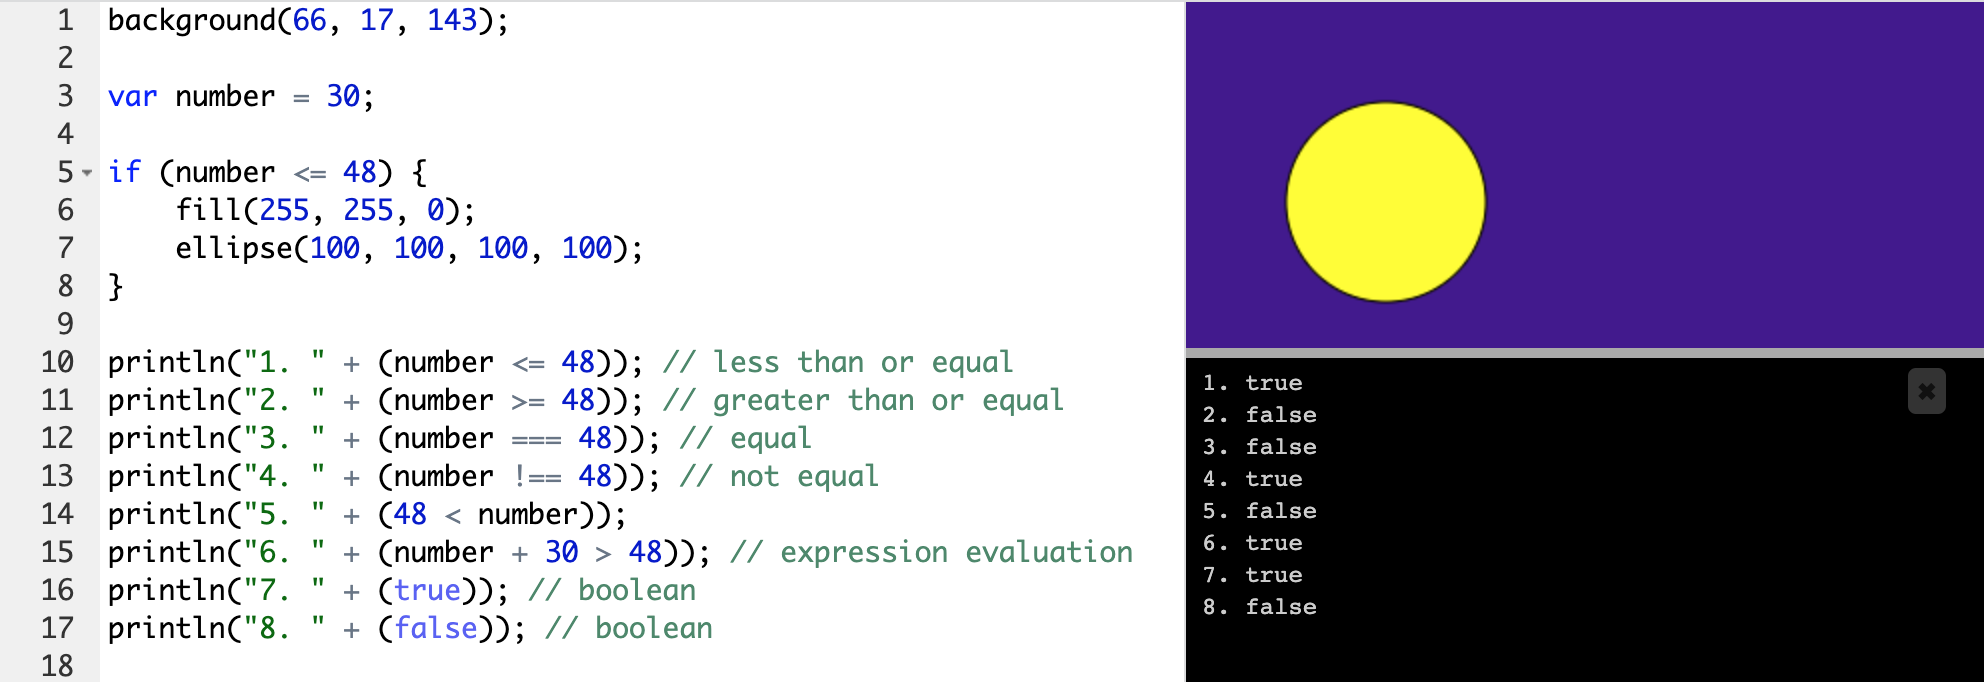 1 background(66, 17, 143);
2
3 var number = 30;
4
5 if (number <= 48) {
6     fill(255, 255, 0);
7     ellipse(100, 100, 100, 100);
8 }
9
10 println("1. " + (number <= 48)); // less than or equal
11 println("2. " + (number >= 48)); // greater than or equal
12 println("3. " + (number === 48)); // equal
13 println("4. " + (number !== 48)); // not equal
14 println("5. " + (48 < number));
15 println("6. " + (number + 30 > 48)); // expression evaluation
16 println("7. " + (true)); // boolean
17 println("8. " + (false)); // boolean
18
1. true
2. false
3. false
4. true
5. false
6. true
7. true
8. false